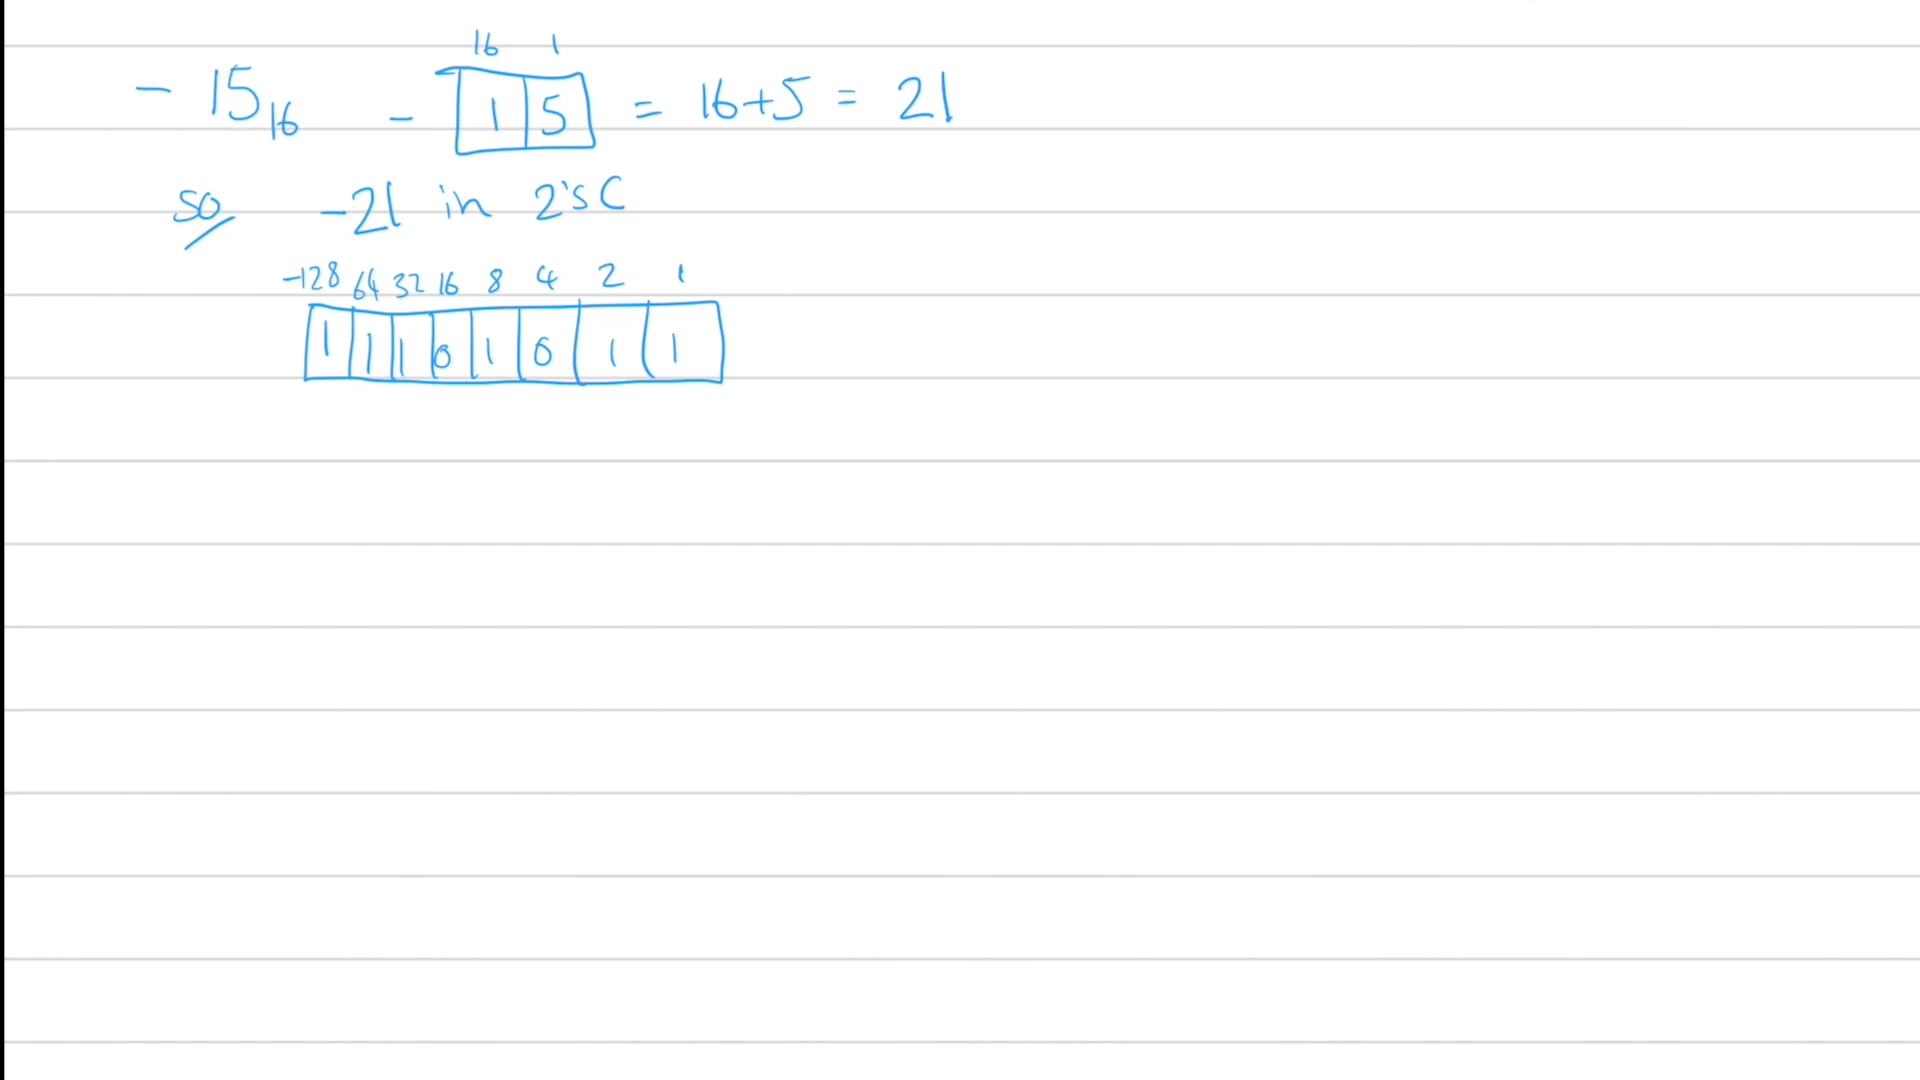 16 1
- 15₁₆ - 1 5 = 16+5 = 21
so -21 in 2'sC
-128 64 32 16 8 4 2 1
1 1 1 0 1 0 1 1